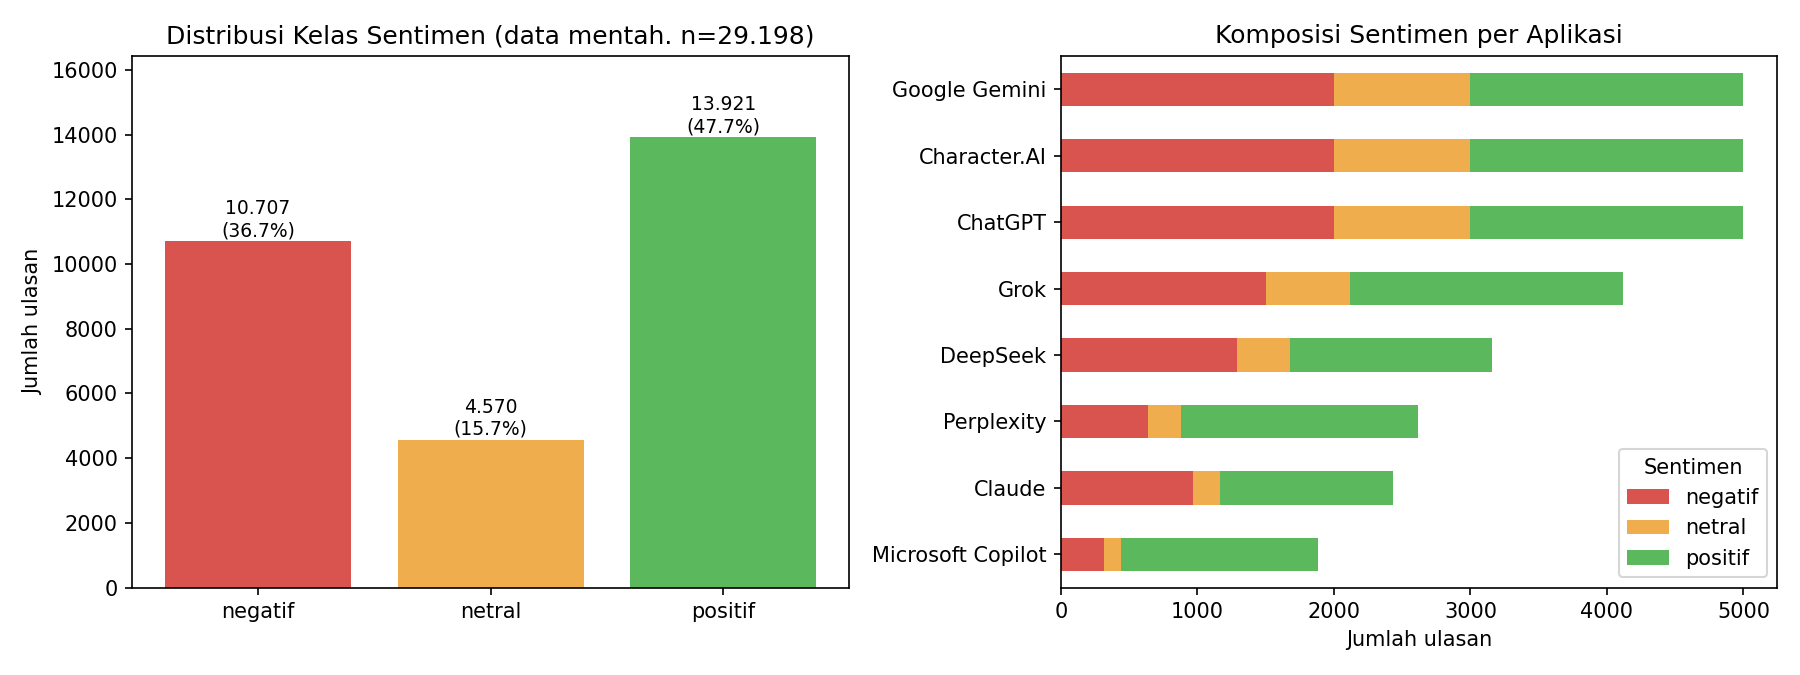 Distribusi Kelas Sentimen (data mentah. n=29.198)
Jumlah ulasan
16000
14000
12000
10000
8000
6000
4000
2000
0
10.707
(36.7%)
4.570
(15.7%)
13.921
(47.7%)
negatif
netral
positif
Komposisi Sentimen per Aplikasi
Google Gemini
Character.AI
ChatGPT
Grok
DeepSeek
Perplexity
Claude
Microsoft Copilot
Sentimen
negatif
netral
positif
0
1000
2000
3000
4000
5000
Jumlah ulasan